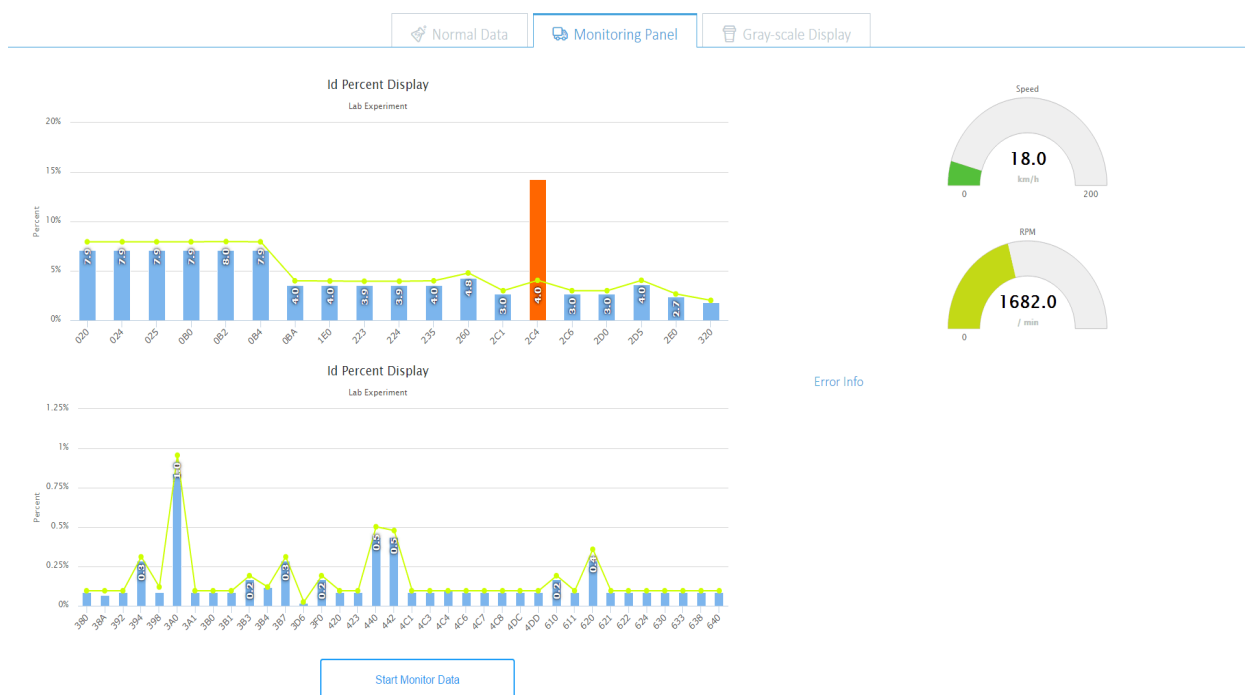 Normal Data
Monitoring Panel
Gray-scale Display
Id Percent Display
Lab Experiment
20%
15%
10%
5%
0%
Percent
7.9 7.9 7.9 7.9 8.0 7.9 4.0 4.0 3.9 3.9 4.0 4.8 3.0 4.0 3.0 3.0 4.0 2.7
020 024 025 0B0 0B2 0B4 0BA 1E0 223 224 235 260 2C1 2C4 2C6 2D0 2D5 2E0 320
Speed
18.0
km/h
0 200
RPM
1682.0
/ min
0
Id Percent Display
Lab Experiment
1.25%
1%
0.75%
0.5%
0.25%
0%
Percent
0.3 1.0 0.2 0.3 0.2 0.5 0.5 0.2 0.4
380 38A 392 394 398 3A0 3A1 3B0 3B1 3B3 3B4 3B7 3D6 3F0 420 423 440 442 4C1 4C3 4C4 4C6 4C7 4C8 4DC 4DD 610 611 620 621 622 624 630 633 638 640
Error Info
Start Monitor Data